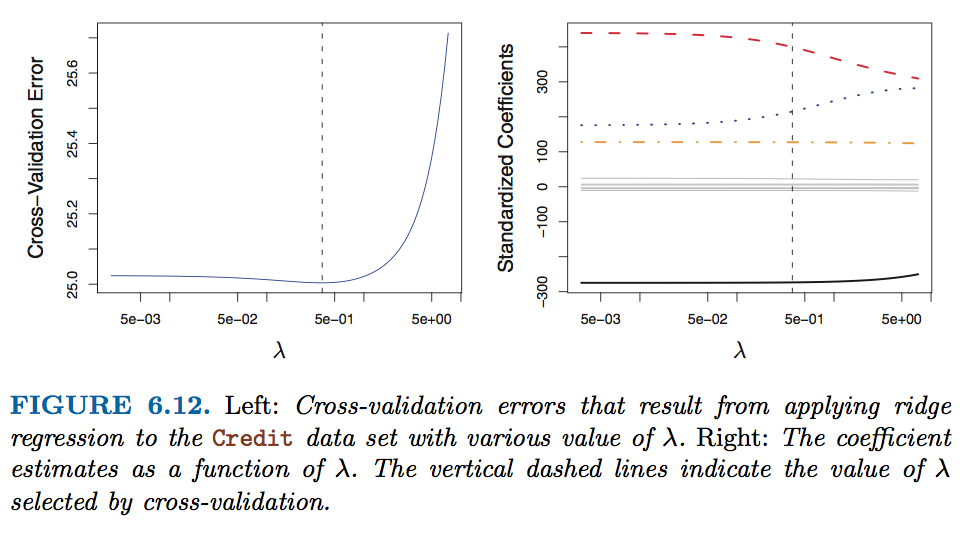 Cross−Validation Error
25.0 25.2 25.4 25.6
5e−03 5e−02 5e−01 5e+00
λ
Standardized Coefficients
−300 −100 0 100 300
5e−03 5e−02 5e−01 5e+00
λ
FIGURE 6.12. Left: Cross-validation errors that result from applying ridge
regression to the Credit data set with various value of λ. Right: The coefficient
estimates as a function of λ. The vertical dashed lines indicate the value of λ
selected by cross-validation.